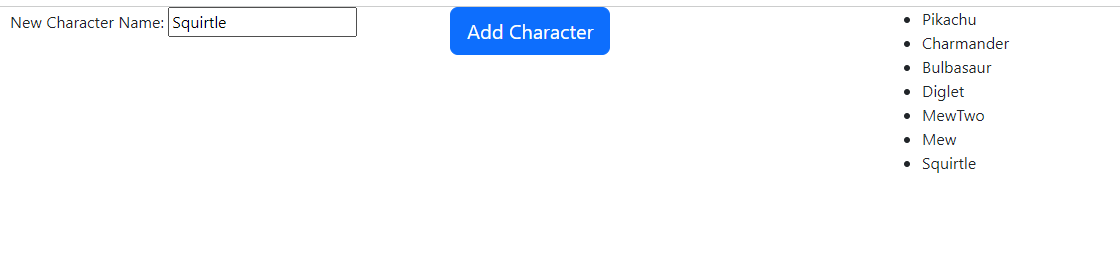 New Character Name: Squirtle
Add Character
Pikachu
Charmander
Bulbasaur
Diglet
MewTwo
Mew
Squirtle